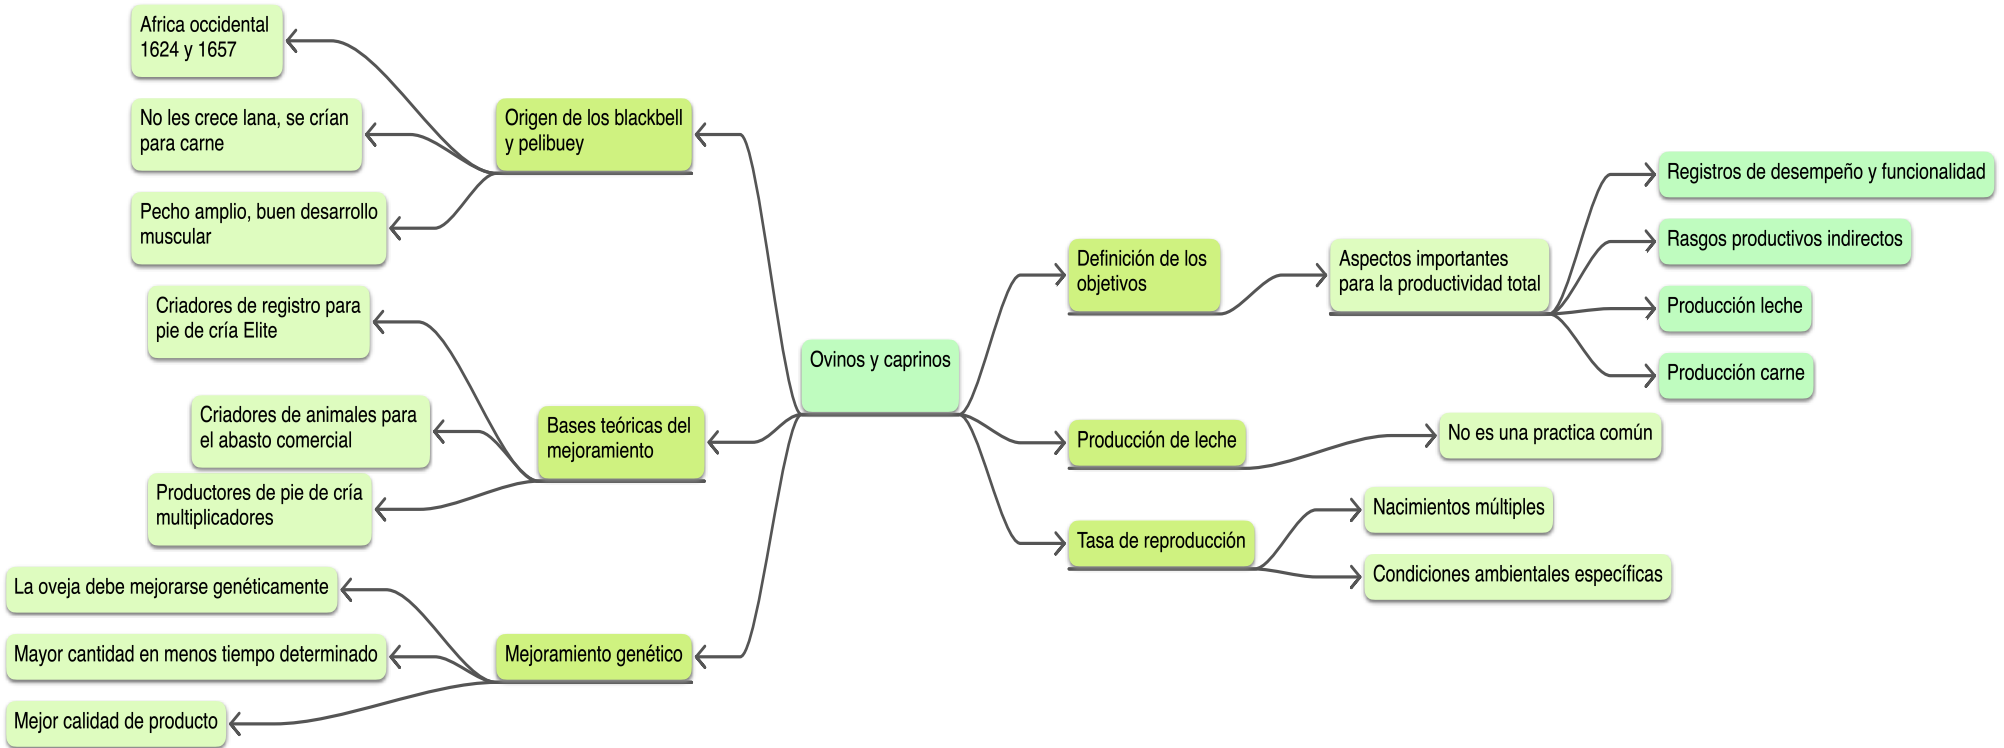 Africa occidental
1624 y 1657
No les crece lana, se crían
para carne
Pecho amplio, buen desarrollo
muscular
Origen de los blackbell
y pelibuey
Criadores de registro para
pie de cría Elite
Criadores de animales para
el abasto comercial
Productores de pie de cría
multiplicadores
Bases teóricas del
mejoramiento
La oveja debe mejorarse genéticamente
Mayor cantidad en menos tiempo determinado
Mejor calidad de producto
Mejoramiento genético
Ovinos y caprinos
Definición de los
objetivos
Aspectos importantes
para la productividad total
Registros de desempeño y funcionalidad
Rasgos productivos indirectos
Producción leche
Producción carne
Producción de leche
No es una practica común
Tasa de reproducción
Nacimientos múltiples
Condiciones ambientales específicas